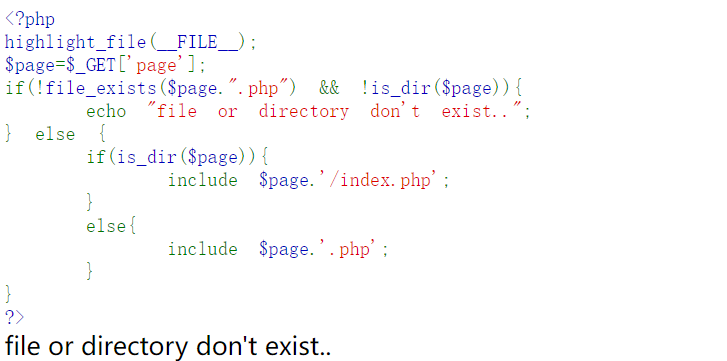 <?php
highlight_file(__FILE__);
$page=$_GET['page'];
if(!file_exists($page.".php") && !is_dir($page)){
        echo "file or directory don't exist..";
} else {
        if(is_dir($page)){
                include $page.'/index.php';
        }
        else{
                include $page.'.php';
        }
}
?>
file or directory don't exist..